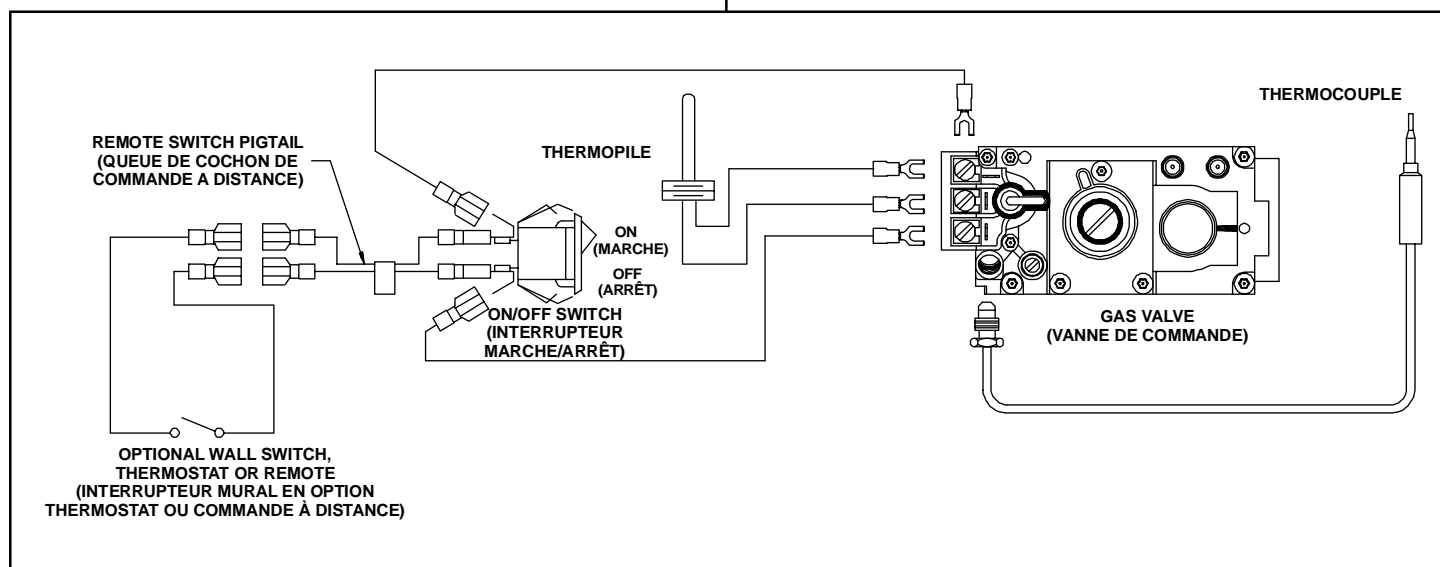 THERMOCOUPLE
REMOTE SWITCH PIGTAIL
(QUEUE DE COCHON DE
COMMANDE A DISTANCE)
THERMOPILE
ON
(MARCHE)
OFF
(ARRÊT)
ON/OFF SWITCH
(INTERRUPTEUR
MARCHE/ARRÊT)
GAS VALVE
(VANNE DE COMMANDE)
OPTIONAL WALL SWITCH,
THERMOSTAT OR REMOTE
(INTERRUPTEUR MURAL EN OPTION
THERMOSTAT OU COMMANDE À DISTANCE)